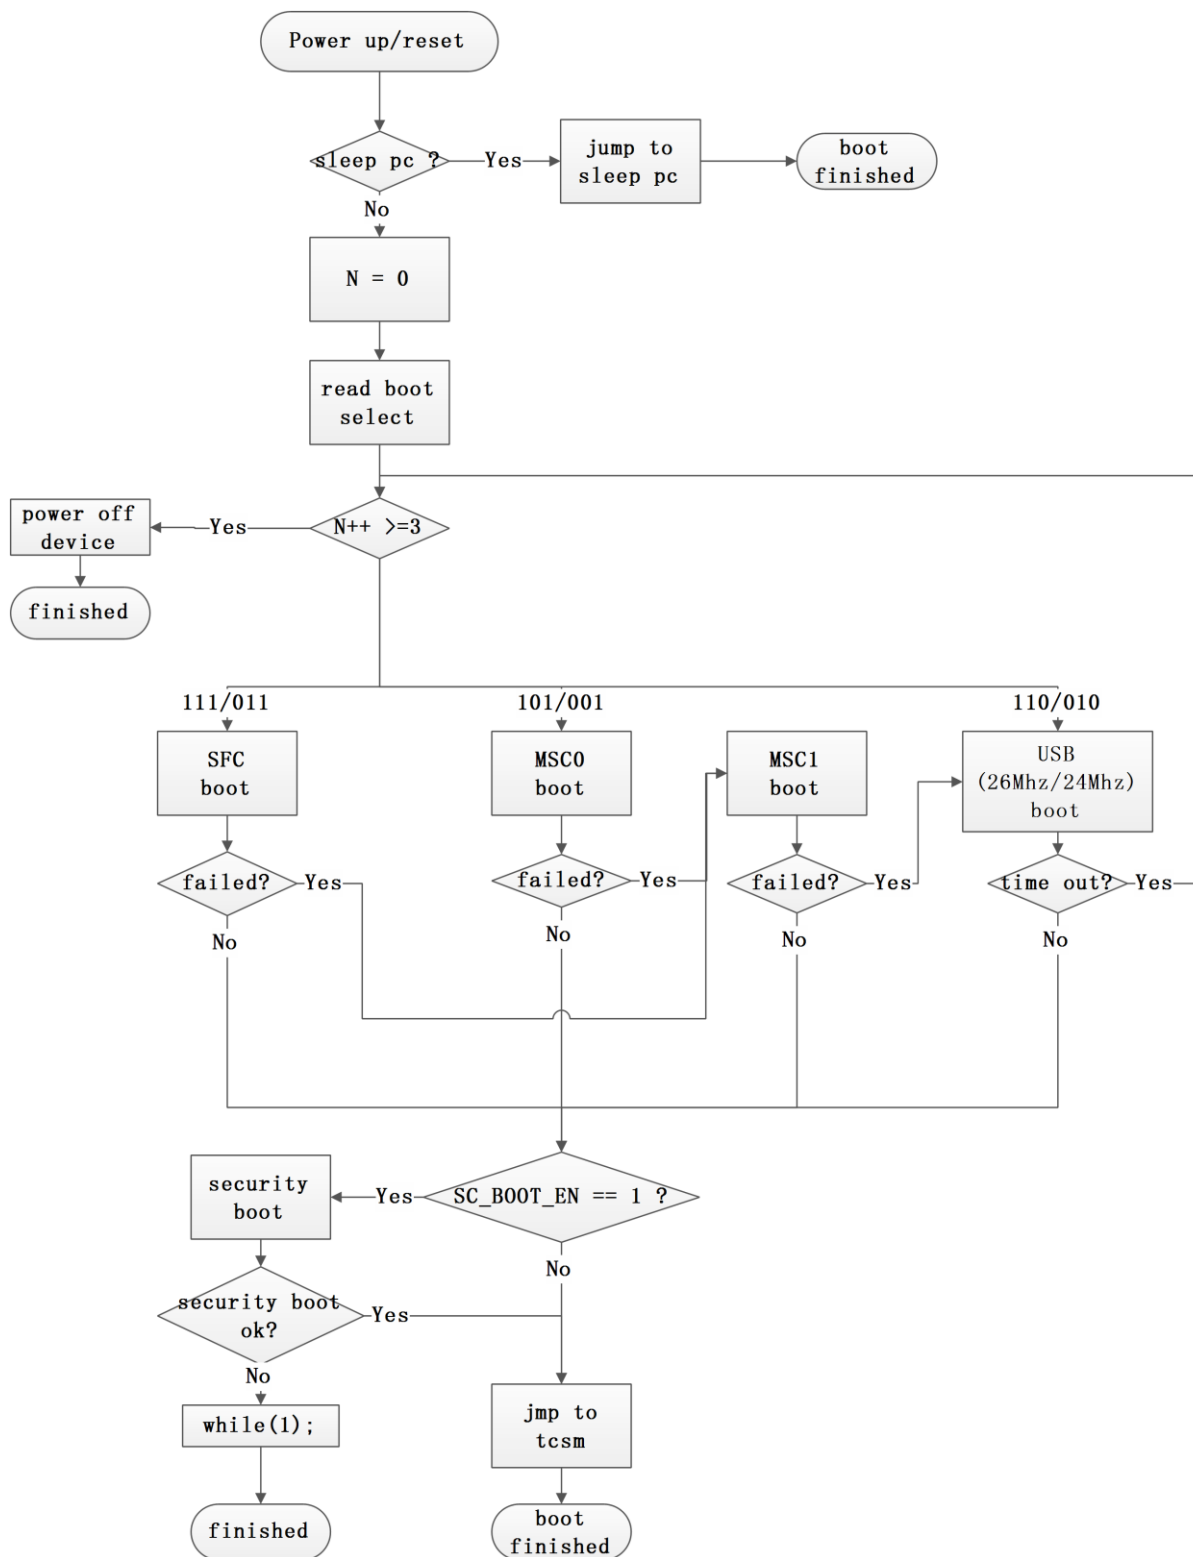 Power up/reset
sleep pc ?
Yes
jump to
sleep pc
boot
finished
No
N = 0
read boot
select
N++ >=3
Yes
power off
device
finished
111/011
101/001
110/010
SFC
boot
MSC0
boot
MSC1
boot
USB
(26Mhz/24Mhz)
boot
failed?
Yes
failed?
Yes
failed?
Yes
time out?
Yes
No
No
No
No
SC_BOOT_EN == 1 ?
Yes
security
boot
No
security boot
ok?
Yes
No
while(1);
jmp to
tcsm
finished
boot
finished